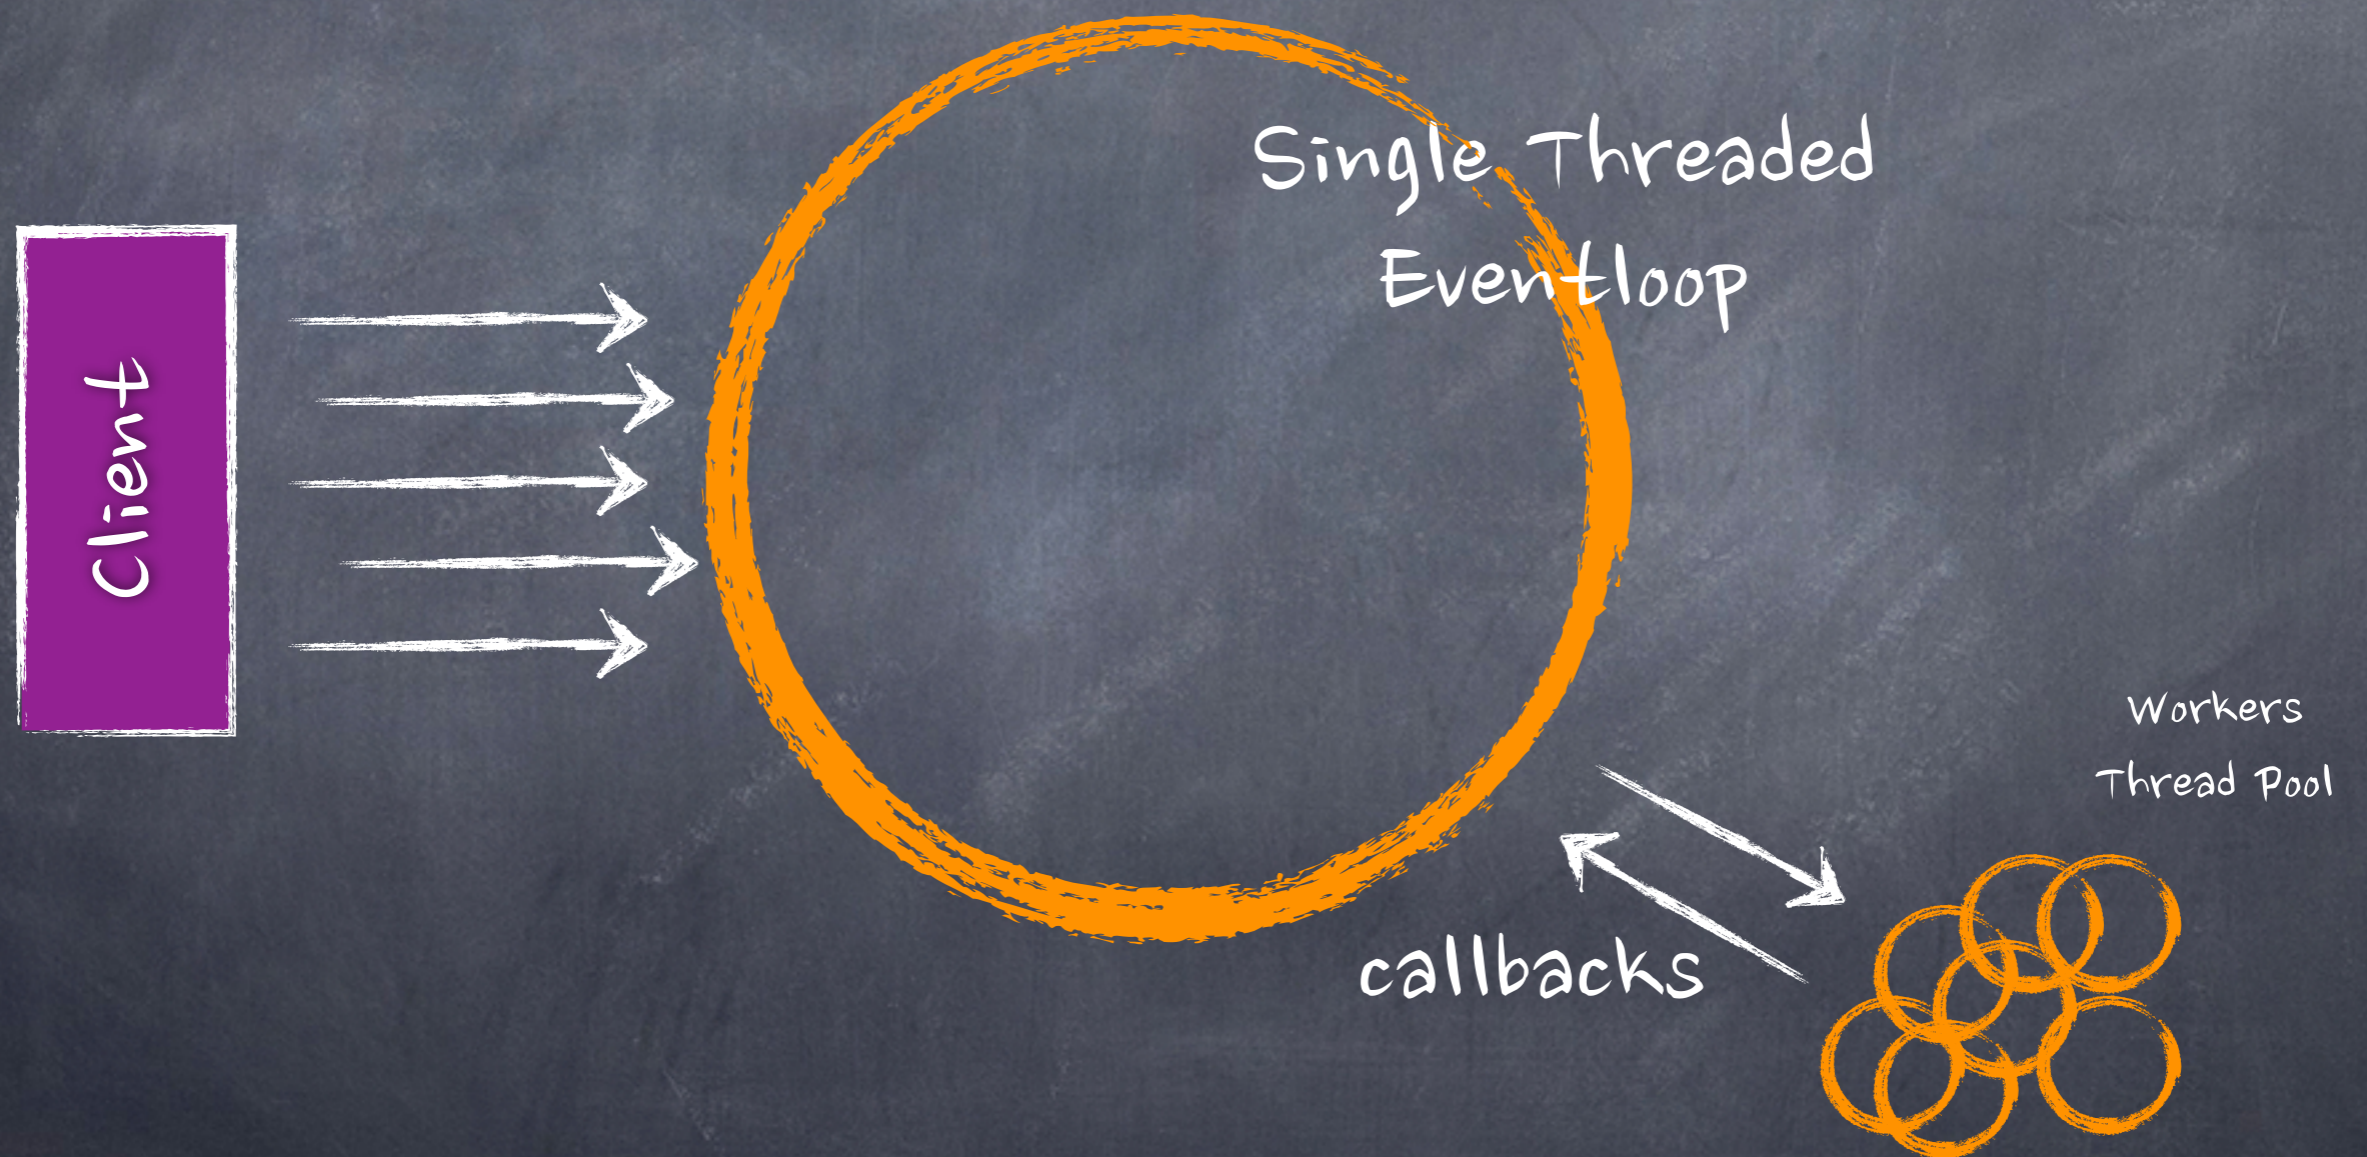 Single Threaded
Eventloop
Client
Workers
Thread Pool
callbacks